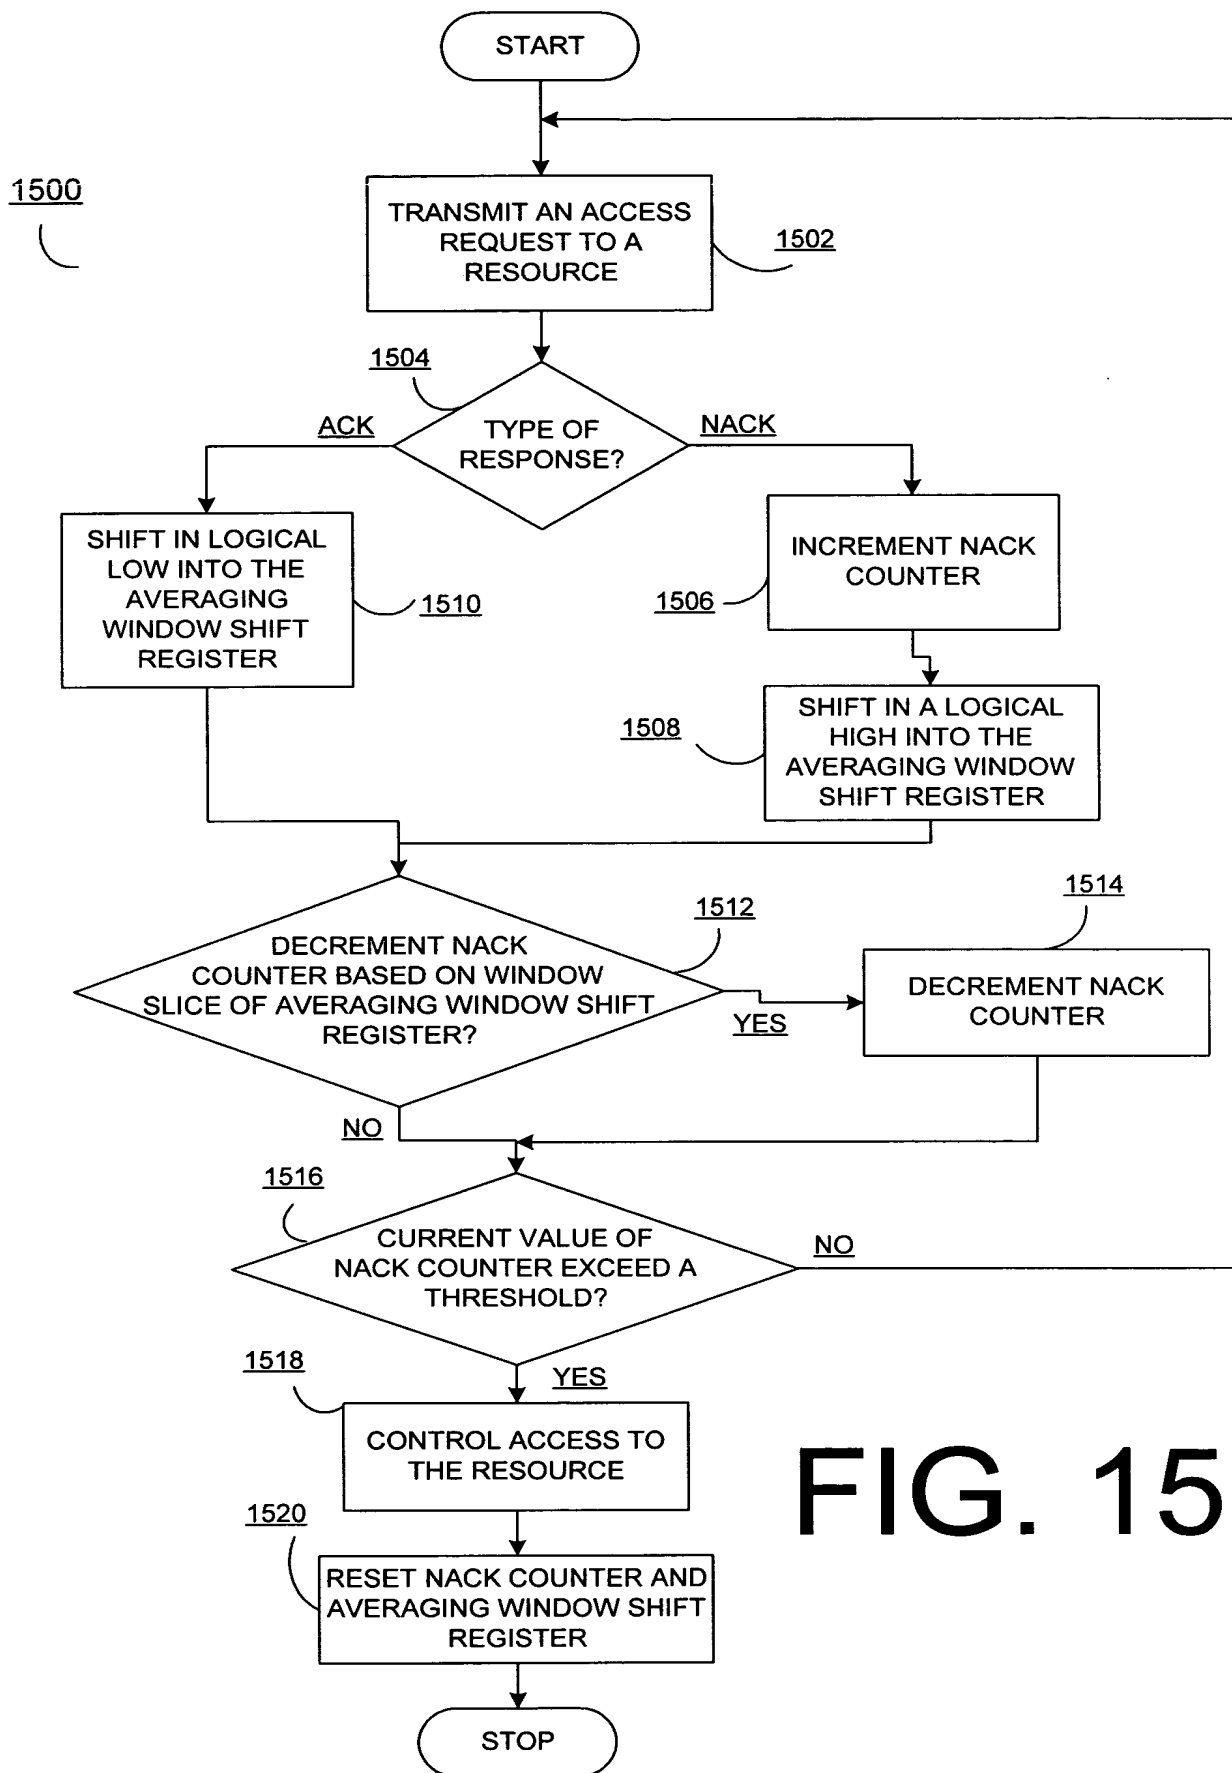 START
1500
TRANSMIT AN ACCESS
REQUEST TO A
RESOURCE
1502
1504
TYPE OF
RESPONSE?
ACK
NACK
SHIFT IN LOGICAL
LOW INTO THE
AVERAGING
WINDOW SHIFT
REGISTER
1510
INCREMENT NACK
COUNTER
1506
SHIFT IN A LOGICAL
HIGH INTO THE
AVERAGING WINDOW
SHIFT REGISTER
1508
DECREMENT NACK
COUNTER BASED ON WINDOW
SLICE OF AVERAGING WINDOW SHIFT
REGISTER?
1512
YES
1514
DECREMENT NACK
COUNTER
NO
1516
CURRENT VALUE OF
NACK COUNTER EXCEED A
THRESHOLD?
NO
YES
1518
CONTROL ACCESS TO
THE RESOURCE
1520
RESET NACK COUNTER AND
AVERAGING WINDOW SHIFT
REGISTER
STOP
FIG. 15